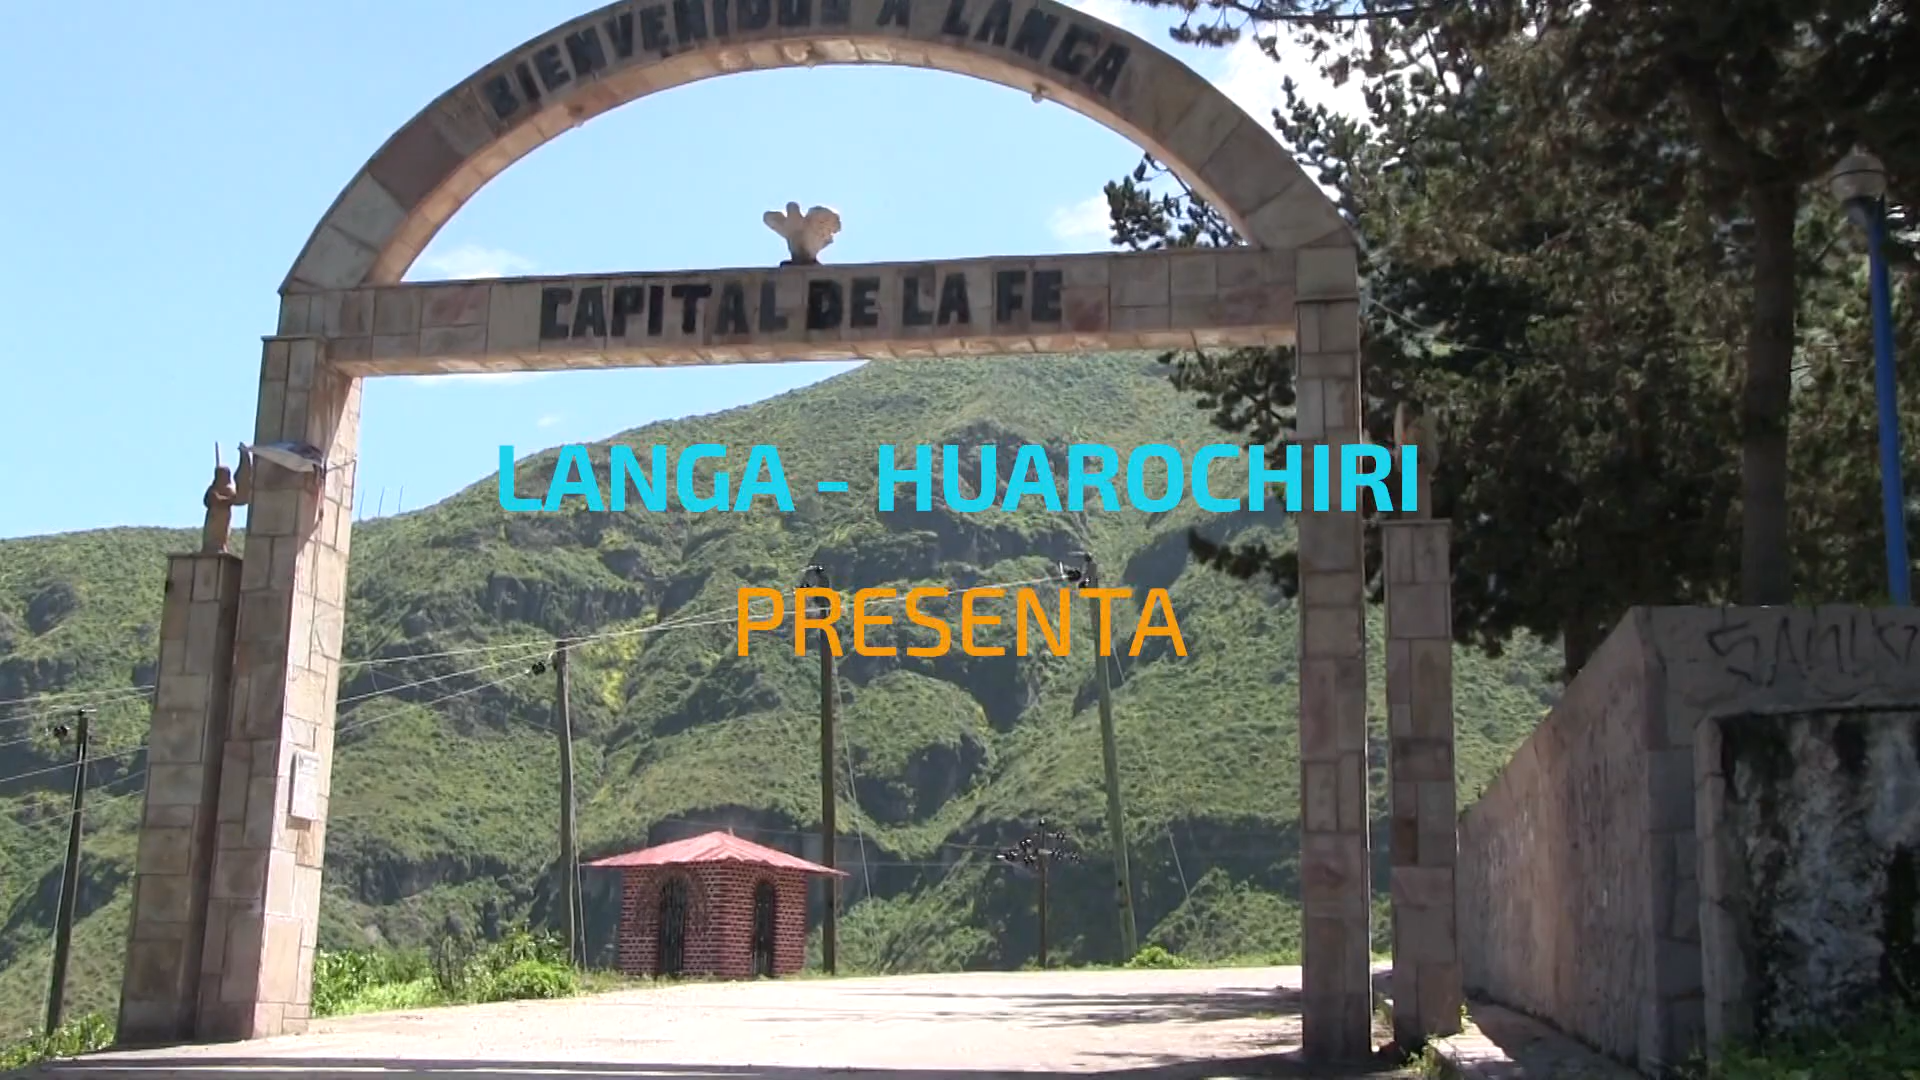 BIENVENIDOS A LANGA
CAPITAL DE LA FE
LANGA - HUAROCHIRI
PRESENTA